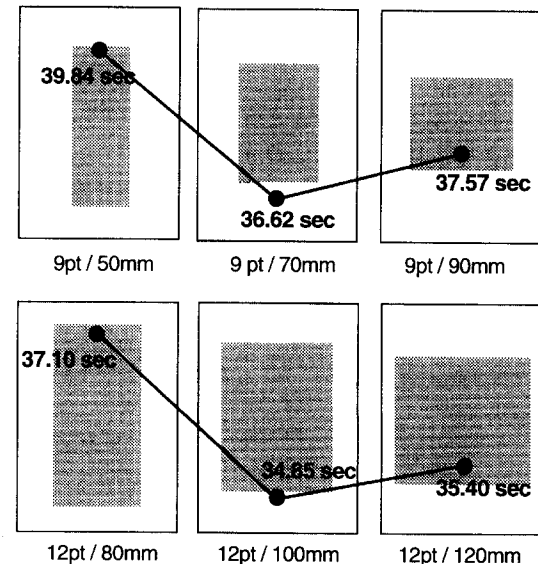 39.84 sec
36.62 sec
37.57 sec
9pt / 50mm
9 pt / 70mm
9pt / 90mm
37.10 sec
34.85 sec
35.40 sec
12pt / 80mm
12pt / 100mm
12pt / 120mm